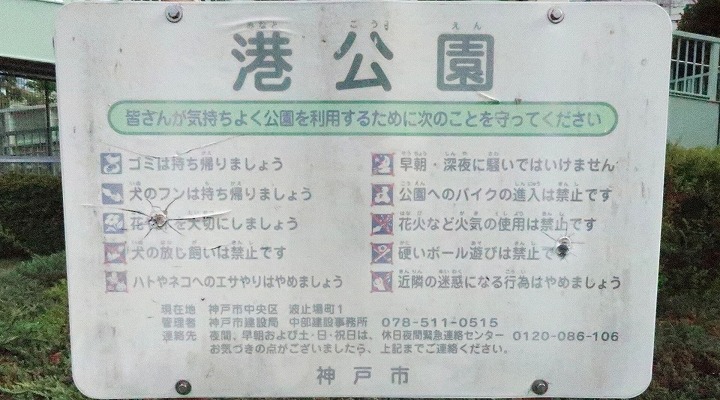 みなと こうえん
港公園
皆さんが気持ちよく公園を利用するために次のことを守ってください
ゴミは持ち帰りましょう
犬のフンは持ち帰りましょう
花 を大切にしましょう
犬の放し飼いは禁止です
ハトやネコへのエサやりはやめましょう
早朝・深夜に騒いではいけません
公園へのバイクの進入は禁止です
花火など火気の使用は禁止です
硬いボール遊びは禁止で
近隣の迷惑になる行為はやめましょう
現在地 神戸市中央区 波止場町1
管理者 神戸市建設局 中部建設事務所 078-511-0515
連絡先 夜間、早朝および土・日・祝日は、休日夜間緊急連絡センター 0120-086-106
お気づきの点がございましたら、上記までご連絡ください。
神戸市